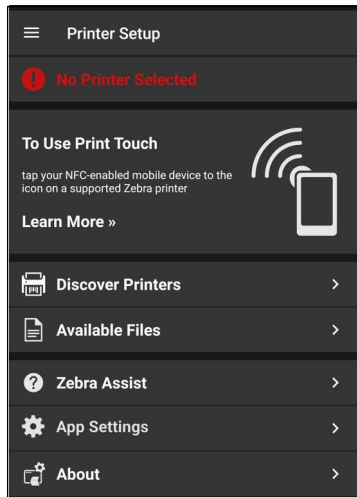 Printer Setup
No Printer Selected
To Use Print Touch
tap your NFC-enabled mobile device to the
icon on a supported Zebra printer
Learn More »
Discover Printers
Available Files
Zebra Assist
App Settings
About